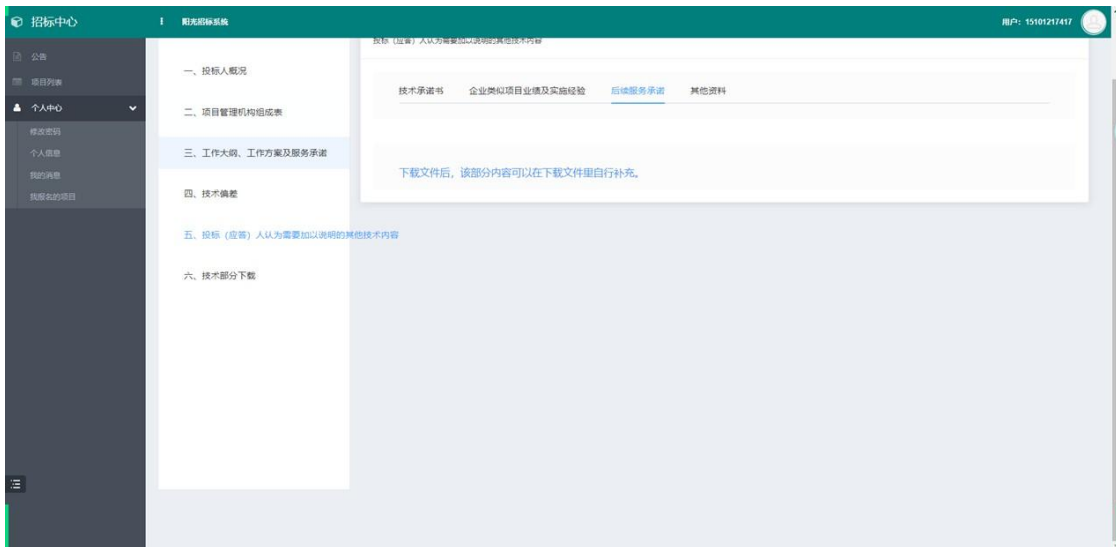 招标中心
阳光招标系统
用户：15101217417
公告
项目列表
个人中心
修改密码
个人信息
我的消息
我报名的项目
一、投标人概况
二、项目管理机构组成表
三、工作大纲、工作方案及服务承诺
四、技术偏差
五、投标（应答）人认为需要加以说明的其他技术内容
六、技术部分下载
投标（应答）人认为需要加以说明的其他技术内容
技术承诺书 企业类似项目业绩及实施经验 后续服务承诺 其他资料
下载文件后，该部分内容可以在下载文件里自行补充。